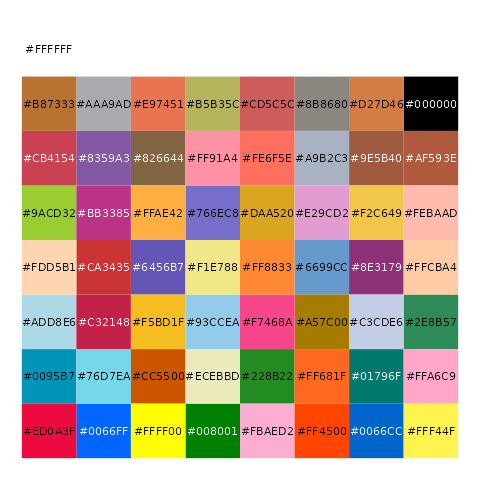 #FFFFFF
#B87333 #AAA9AD #E97451 #B5B35C #CD5C5C #8B8680 #D27D46 #000000
#CB4154 #8359A3 #826644 #FF91A4 #FE6F5E #A9B2C3 #9E5B40 #AF593E
#9ACD32 #BB3385 #FFAE42 #766EC8 #DAA520 #E29CD2 #F2C649 #FEBAAD
#FDD5B1 #CA3435 #6456B7 #F1E788 #FF8833 #6699CC #8E3179 #FFCBA4
#ADD8E6 #C32148 #F5BD1F #93CCEA #F7468A #A57C00 #C3CDE6 #2E8B57
#0095B7 #76D7EA #CC5500 #ECEBBD #228B22 #FF681F #01796F #FFA6C9
#ED0A3F #0066FF #FFFF00 #008001 #FBAED2 #FF4500 #0066CC #FFF44F